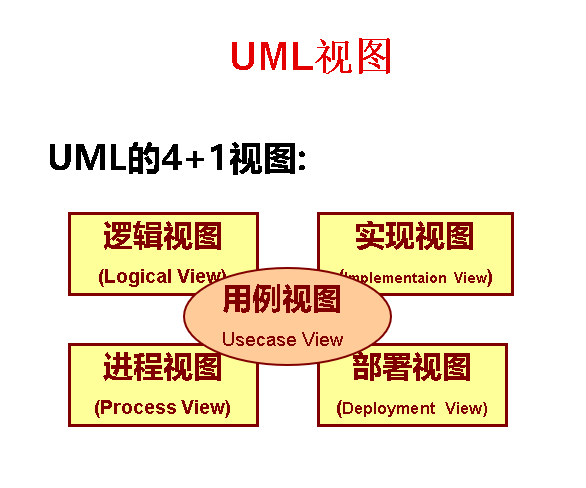 UML视图
UML的4+1视图:
逻辑视图
(Logical View)
实现视图
(Implementaion View)
用例视图
Usecase View
进程视图
(Process View)
部署视图
(Deployment View)